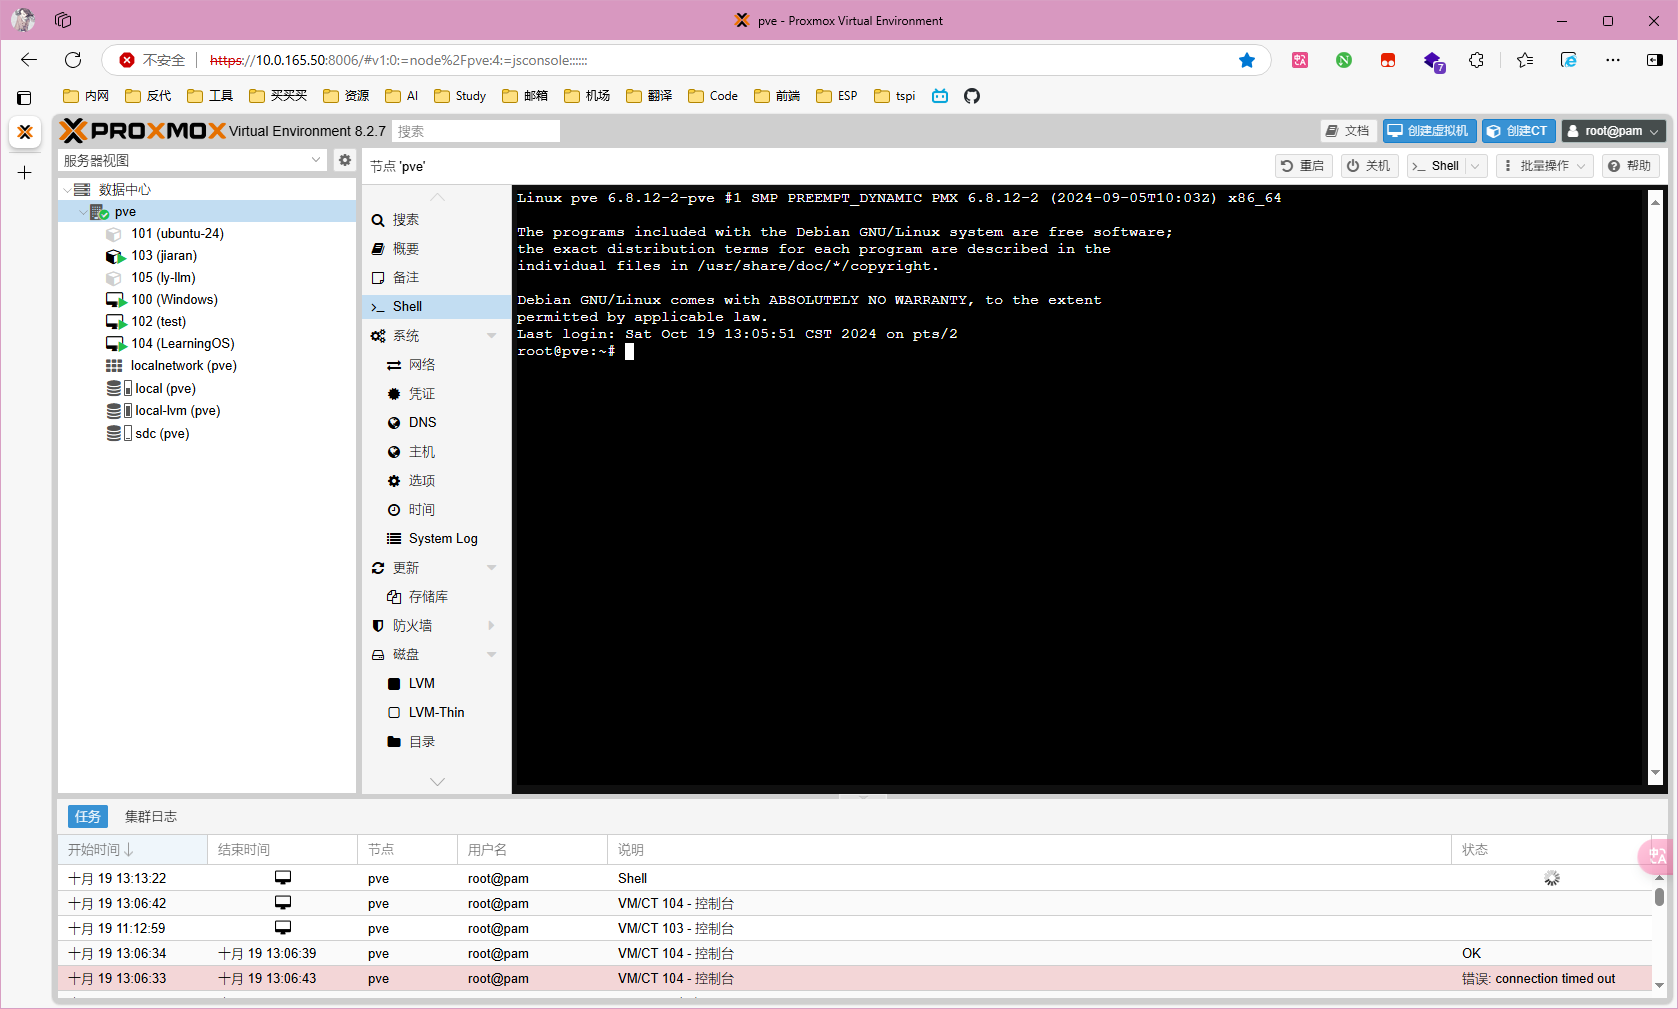 pve - Proxmox Virtual Environment
不安全 https://10.0.165.50:8006/#v1:0:=node%2Fpve:4:=jsconsole::::::
7
内网 反代 工具 买买买 资源 AI Study 邮箱 机场 翻译 Code 前端 ESP tspi
PROXMOX Virtual Environment 8.2.7 搜索 文档 创建虚拟机 创建CT root@pam
服务器视图
节点 'pve' 重启 关机 Shell 批量操作 帮助
数据中心
pve
101 (ubuntu-24)
103 (jiaran)
105 (ly-llm)
100 (Windows)
102 (test)
104 (LearningOS)
localnetwork (pve)
local (pve)
local-lvm (pve)
sdc (pve)
搜索
概要
备注
Shell
系统
网络
凭证
DNS
主机
选项
时间
System Log
更新
存储库
防火墙
磁盘
LVM
LVM-Thin
目录
Linux pve 6.8.12-2-pve #1 SMP PREEMPT_DYNAMIC PMX 6.8.12-2 (2024-09-05T10:03Z) x86_64
The programs included with the Debian GNU/Linux system are free software;
the exact distribution terms for each program are described in the
individual files in /usr/share/doc/*/copyright.
Debian GNU/Linux comes with ABSOLUTELY NO WARRANTY, to the extent
permitted by applicable law.
Last login: Sat Oct 19 13:05:51 CST 2024 on pts/2
root@pve:~#
任务 集群日志
开始时间 结束时间 节点 用户名 说明 状态
十月 19 13:13:22 pve root@pam Shell
十月 19 13:06:42 pve root@pam VM/CT 104 - 控制台
十月 19 11:12:59 pve root@pam VM/CT 103 - 控制台
十月 19 13:06:34 十月 19 13:06:39 pve root@pam VM/CT 104 - 控制台 OK
十月 19 13:06:33 十月 19 13:06:43 pve root@pam VM/CT 104 - 控制台 错误: connection timed out